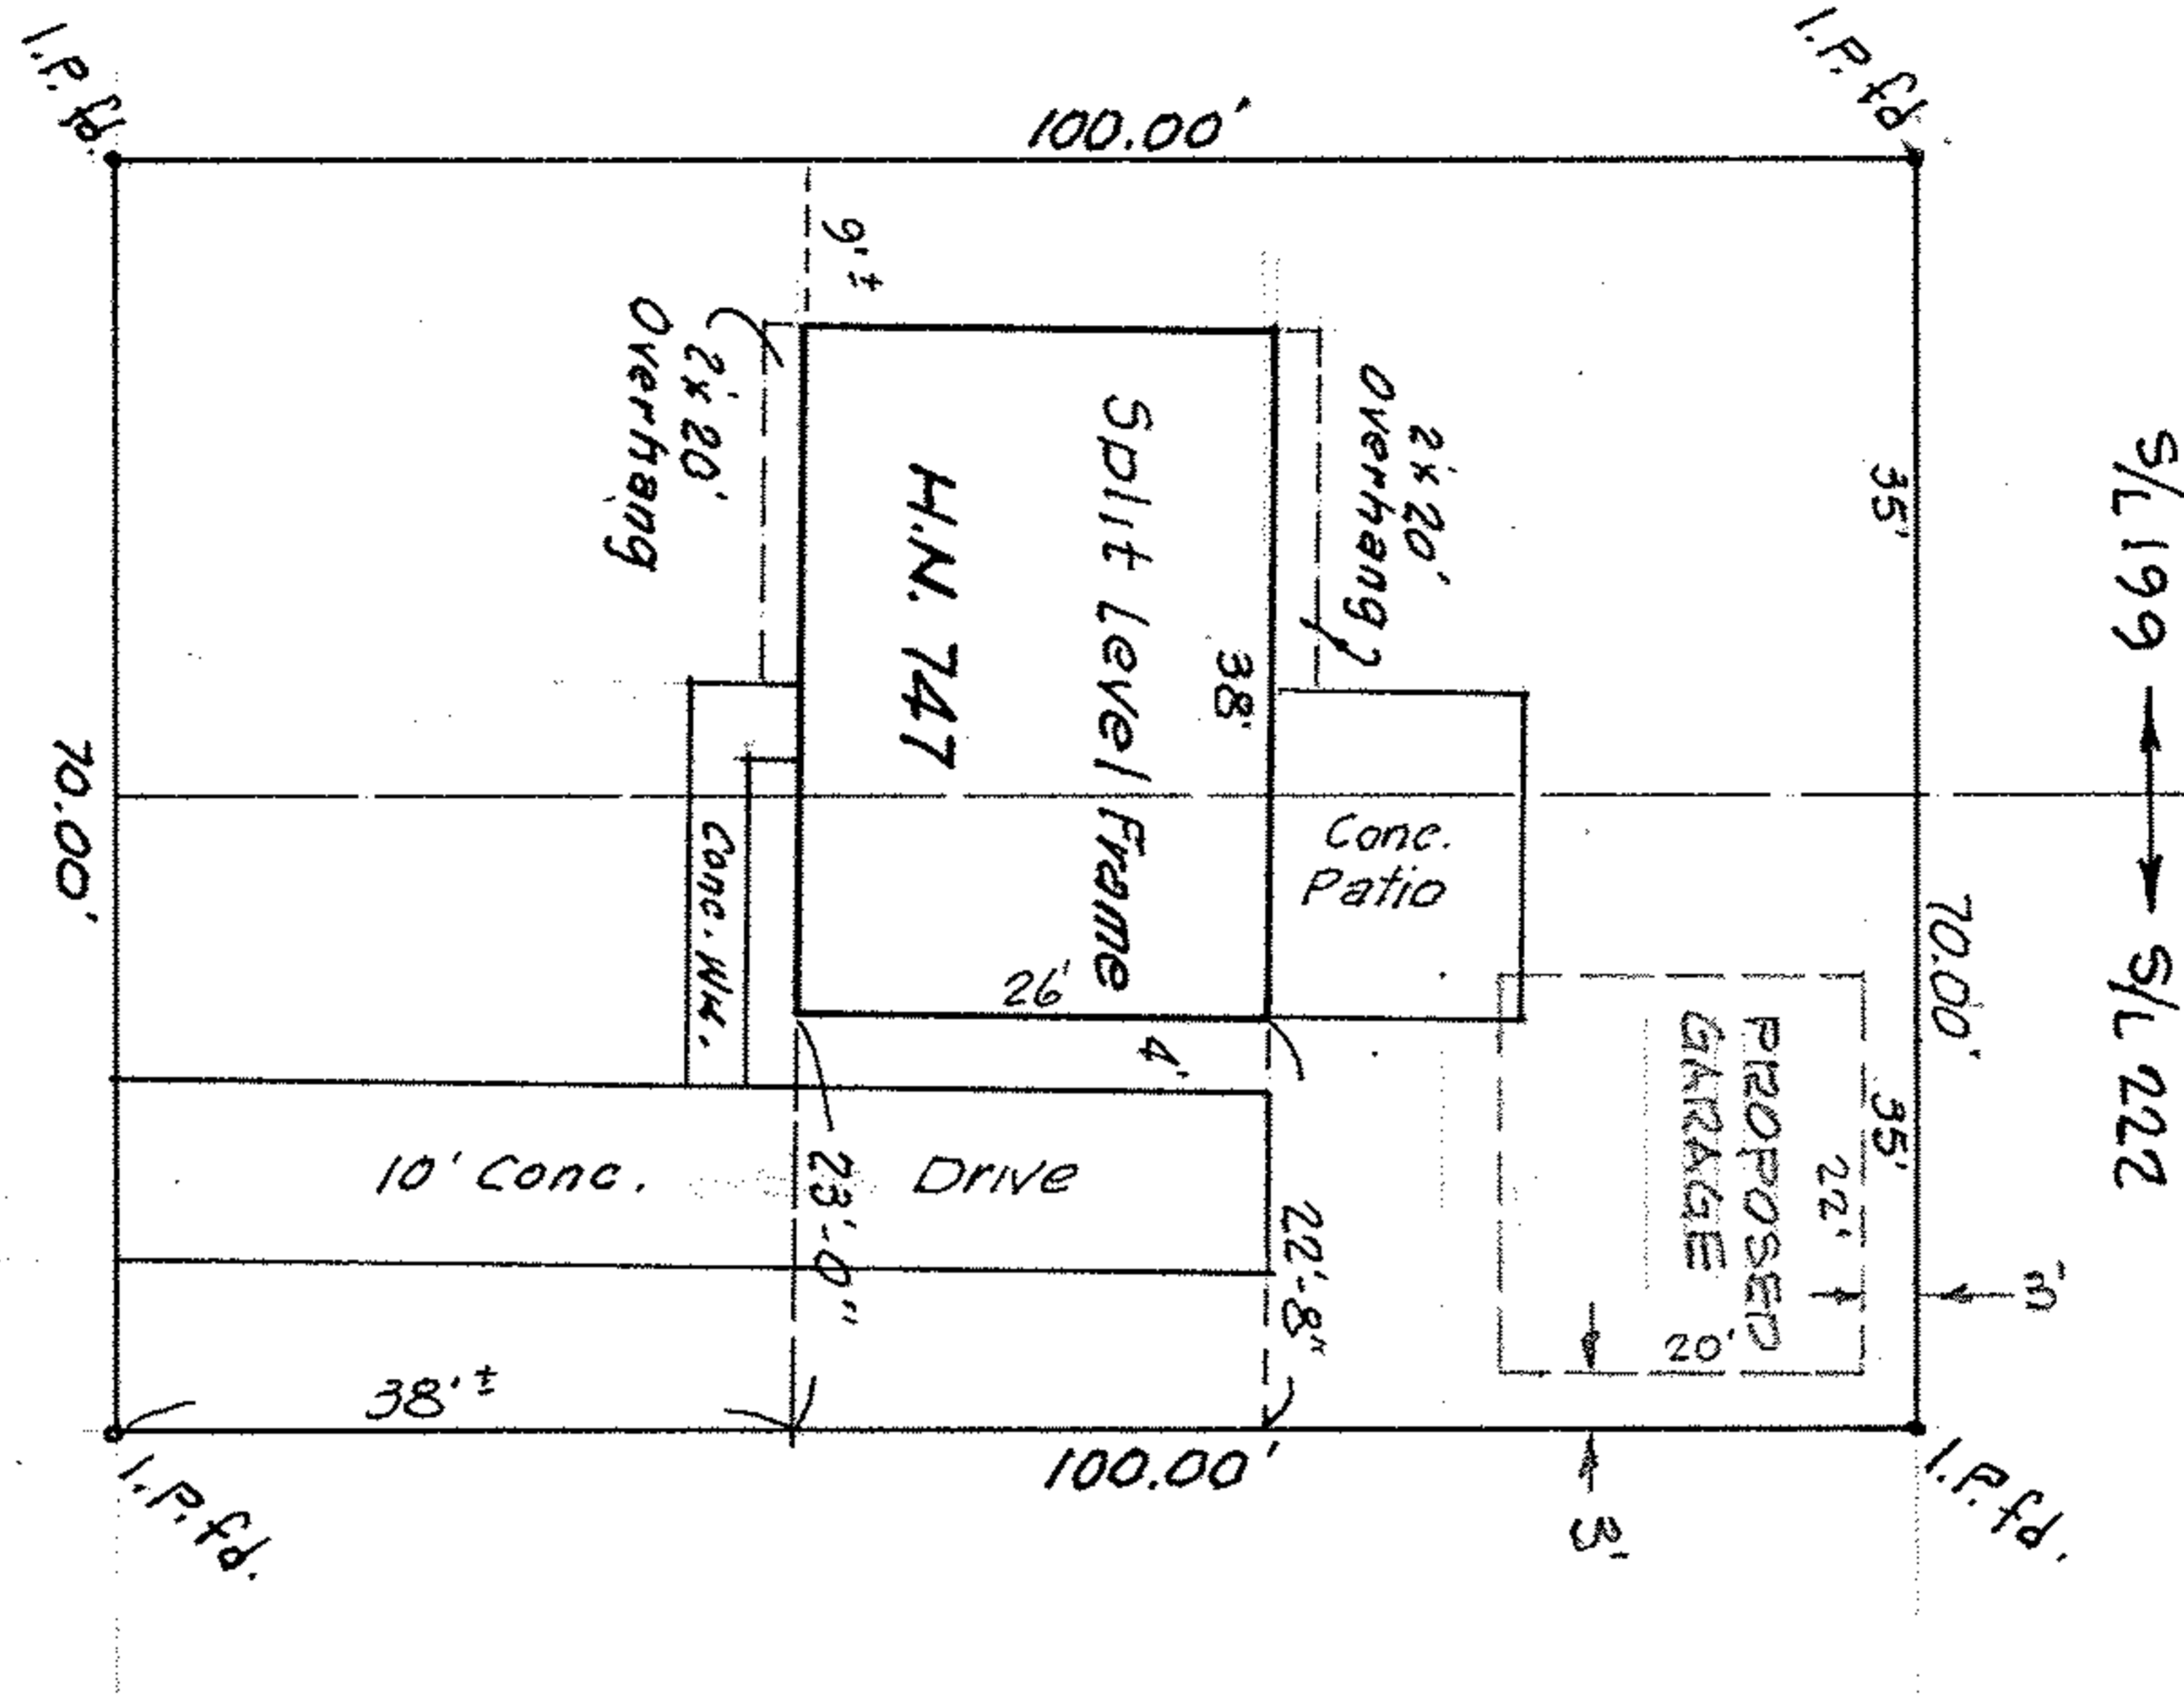 I.P. fd.
I.P. fd.
100.00'
9'±
2'x 20'
Overhang
2'x 20'
Overhang
Split Level Frame
H.N. 747
38'
26'
35'
S/L 199
S/L 222
70.00'
70.00'
Conc.
Patio
Conc. Wk.
4'
10' Conc. Drive
23'-0"
22'-8"
PROPOSED
GARAGE
22'
20'
35'
3'
3'
38'±
100.00'
I.P. fd.
I.P. fd.